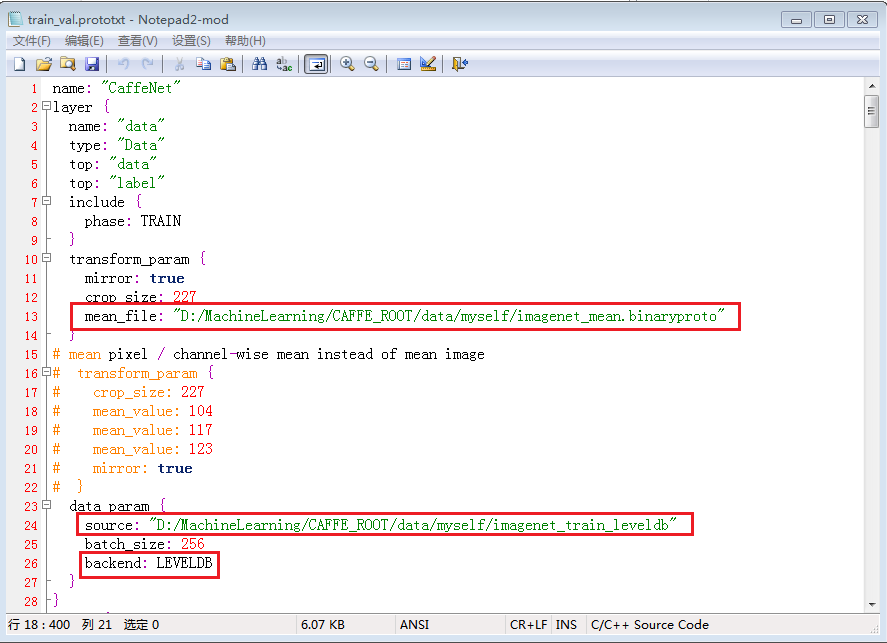 train_val.prototxt - Notepad2-mod
文件(F) 编辑(E) 查看(V) 设置(S) 帮助(H)
1 name: "CaffeNet"
2 layer {
3 name: "data"
4 type: "Data"
5 top: "data"
6 top: "label"
7 include {
8 phase: TRAIN
9 }
10 transform_param {
11 mirror: true
12 crop_size: 227
13 mean_file: "D:/MachineLearning/CAFFE_ROOT/data/myself/imagenet_mean.binaryproto"
14 }
15 # mean pixel / channel-wise mean instead of mean image
16 # transform_param {
17 # crop_size: 227
18 # mean_value: 104
19 # mean_value: 117
20 # mean_value: 123
21 # mirror: true
22 # }
23 data_param {
24 source: "D:/MachineLearning/CAFFE_ROOT/data/myself/imagenet_train_leveldb"
25 batch_size: 256
26 backend: LEVELDB
27 }
28 }
行 18 : 400 列 21 选定 0 6.07 KB ANSI CR+LF INS C/C++ Source Code